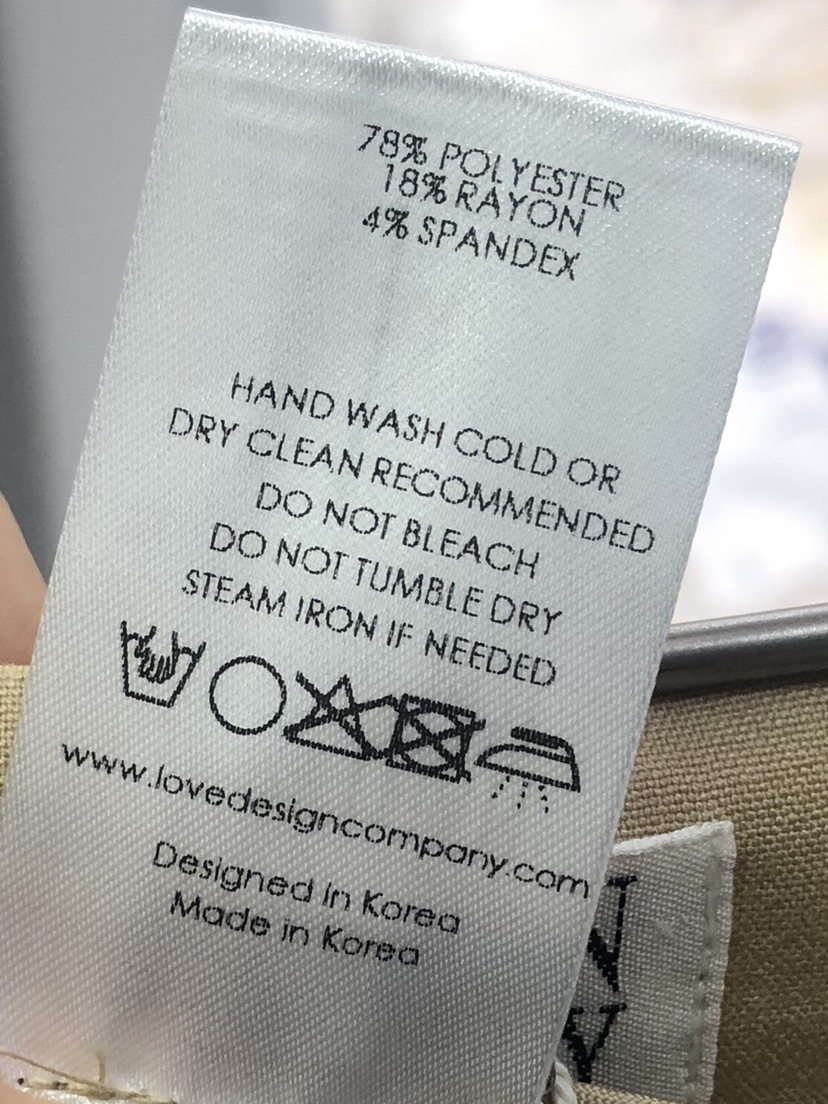 78% POLYESTER
18% RAYON
4% SPANDEX
HAND WASH COLD OR
DRY CLEAN RECOMMENDED
DO NOT BLEACH
DO NOT TUMBLE DRY
STEAM IRON IF NEEDED
www.lovedesigncompany.com
Designed in Korea
Made in Korea
N
Y